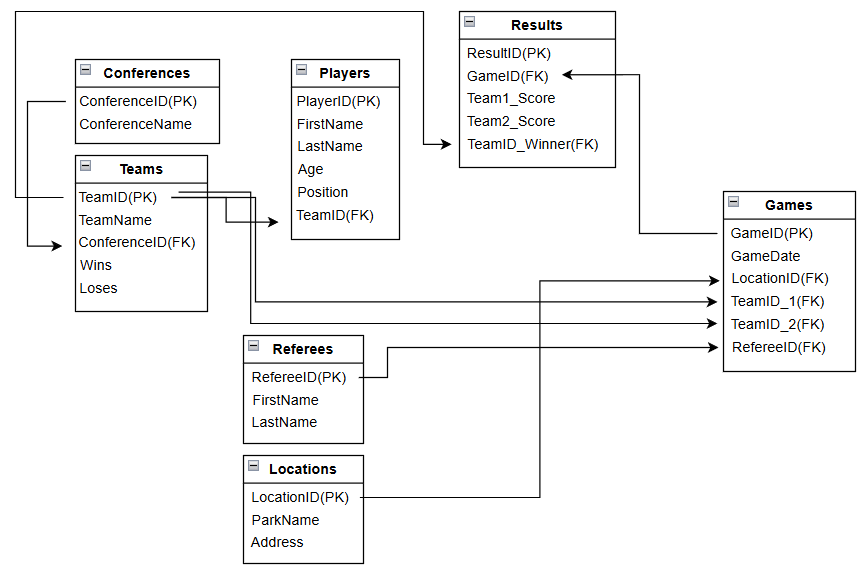 Results
ResultID(PK)
GameID(FK)
Team1_Score
Team2_Score
TeamID_Winner(FK)
Conferences
ConferenceID(PK)
ConferenceName
Players
PlayerID(PK)
FirstName
LastName
Age
Position
TeamID(FK)
Teams
TeamID(PK)
TeamName
ConferenceID(FK)
Wins
Loses
Games
GameID(PK)
GameDate
LocationID(FK)
TeamID_1(FK)
TeamID_2(FK)
RefereeID(FK)
Referees
RefereeID(PK)
FirstName
LastName
Locations
LocationID(PK)
ParkName
Address